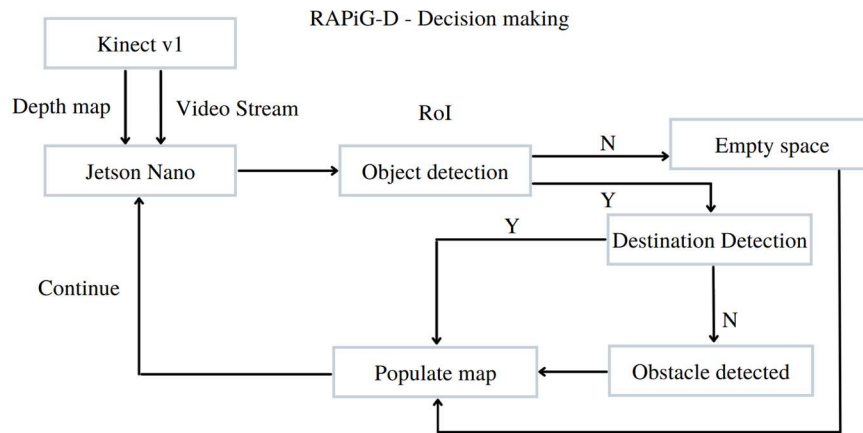 RAPiG-D - Decision making
Kinect v1
Depth map
Video Stream
RoI
N
Empty space
Jetson Nano
Object detection
Y
Y
Destination Detection
Continue
N
Populate map
Obstacle detected